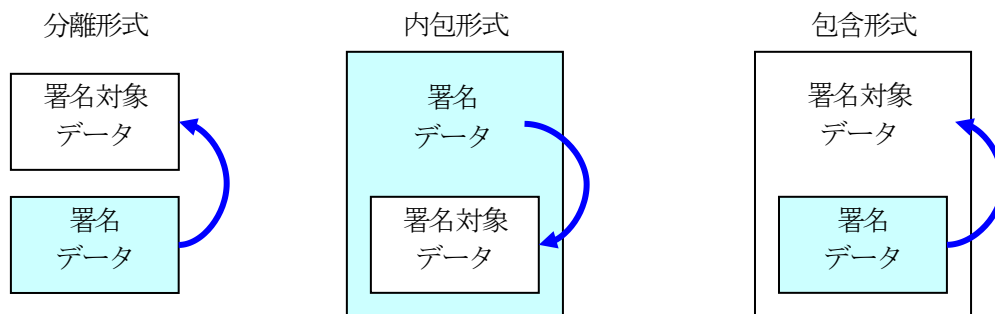 分離形式
署名対象
データ
署名
データ
内包形式
署名
データ
署名対象
データ
包含形式
署名対象
データ
署名
データ